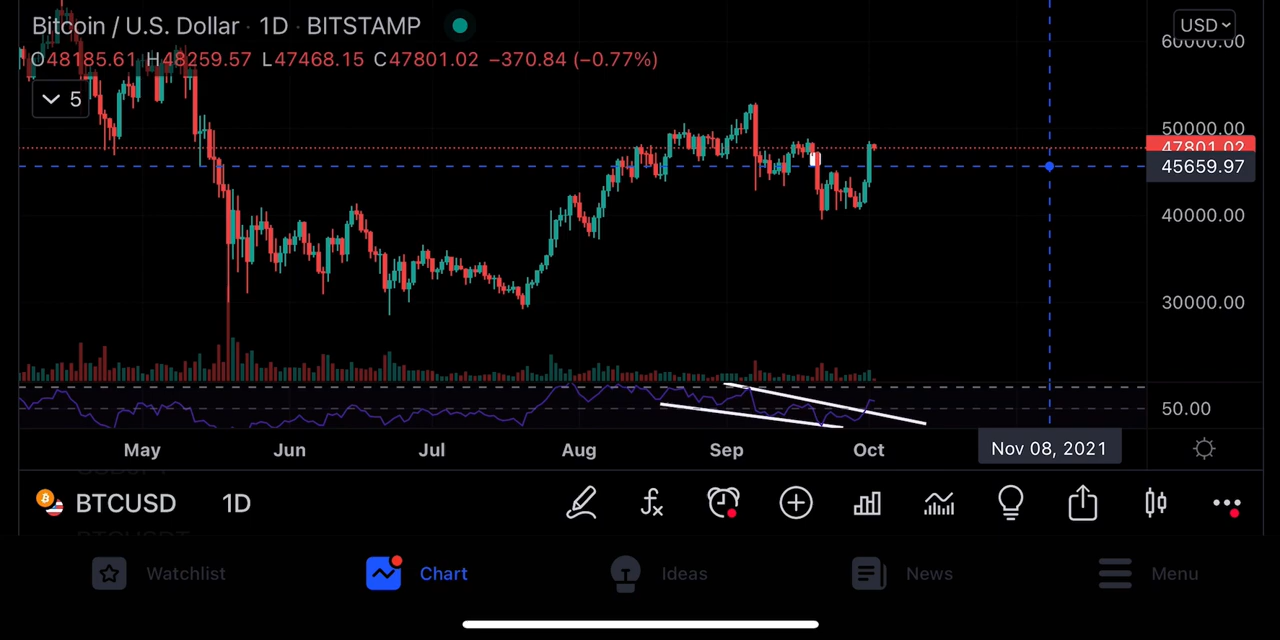 Bitcoin / U.S. Dollar · 1D · BITSTAMP
USD
O48185.61 H48259.57 L47468.15 C47801.02 −370.84 (−0.77%)
60000.00
5
50000.00
47801.02
45659.97
40000.00
30000.00
50.00
May Jun Jul Aug Sep Oct Nov 08, 2021
BTCUSD 1D
Watchlist Chart Ideas News Menu